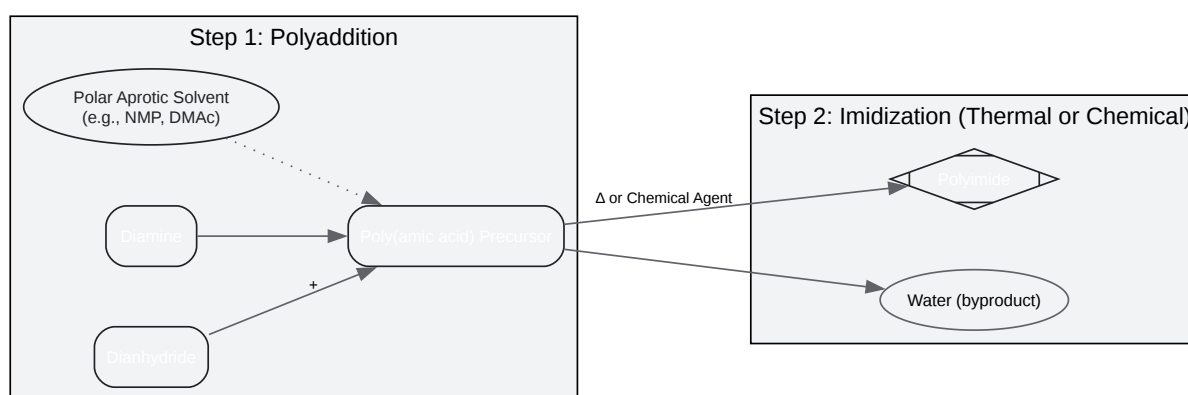 Step 1: Polyaddition
Polar Aprotic Solvent
(e.g., NMP, DMAc)
Diamine
Poly(amic acid) Precursor
+
Dianhydride
Step 2: Imidization (Thermal or Chemical)
Δ or Chemical Agent
Polyimide
Water (byproduct)